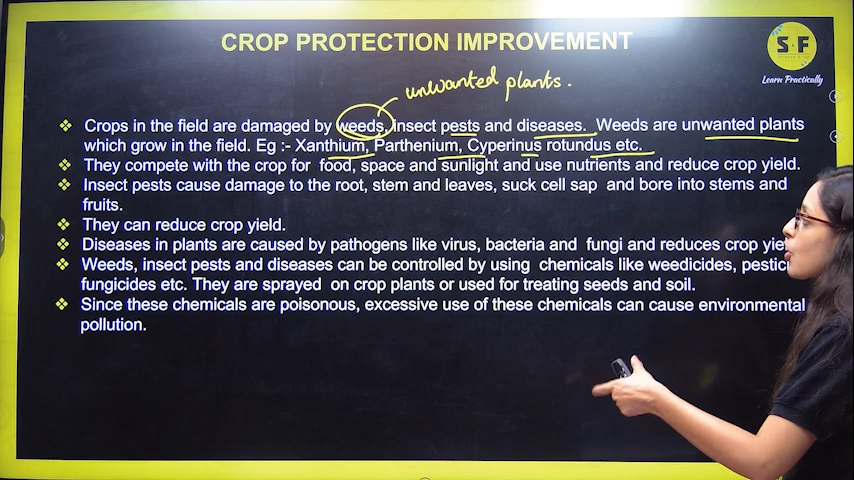 CROP PROTECTION IMPROVEMENT
S F
Learn Practically
unwanted plants.
❖ Crops in the field are damaged by weeds, insect pests and diseases. Weeds are unwanted plants
which grow in the field. Eg :- Xanthium, Parthenium, Cyperinus rotundus etc.
❖ They compete with the crop for food, space and sunlight and use nutrients and reduce crop yield.
❖ Insect pests cause damage to the root, stem and leaves, suck cell sap and bore into stems and
fruits.
❖ They can reduce crop yield.
❖ Diseases in plants are caused by pathogens like virus, bacteria and fungi and reduces crop yie
❖ Weeds, insect pests and diseases can be controlled by using chemicals like weedicides, pestic
fungicides etc. They are sprayed on crop plants or used for treating seeds and soil.
❖ Since these chemicals are poisonous, excessive use of these chemicals can cause environmental
pollution.